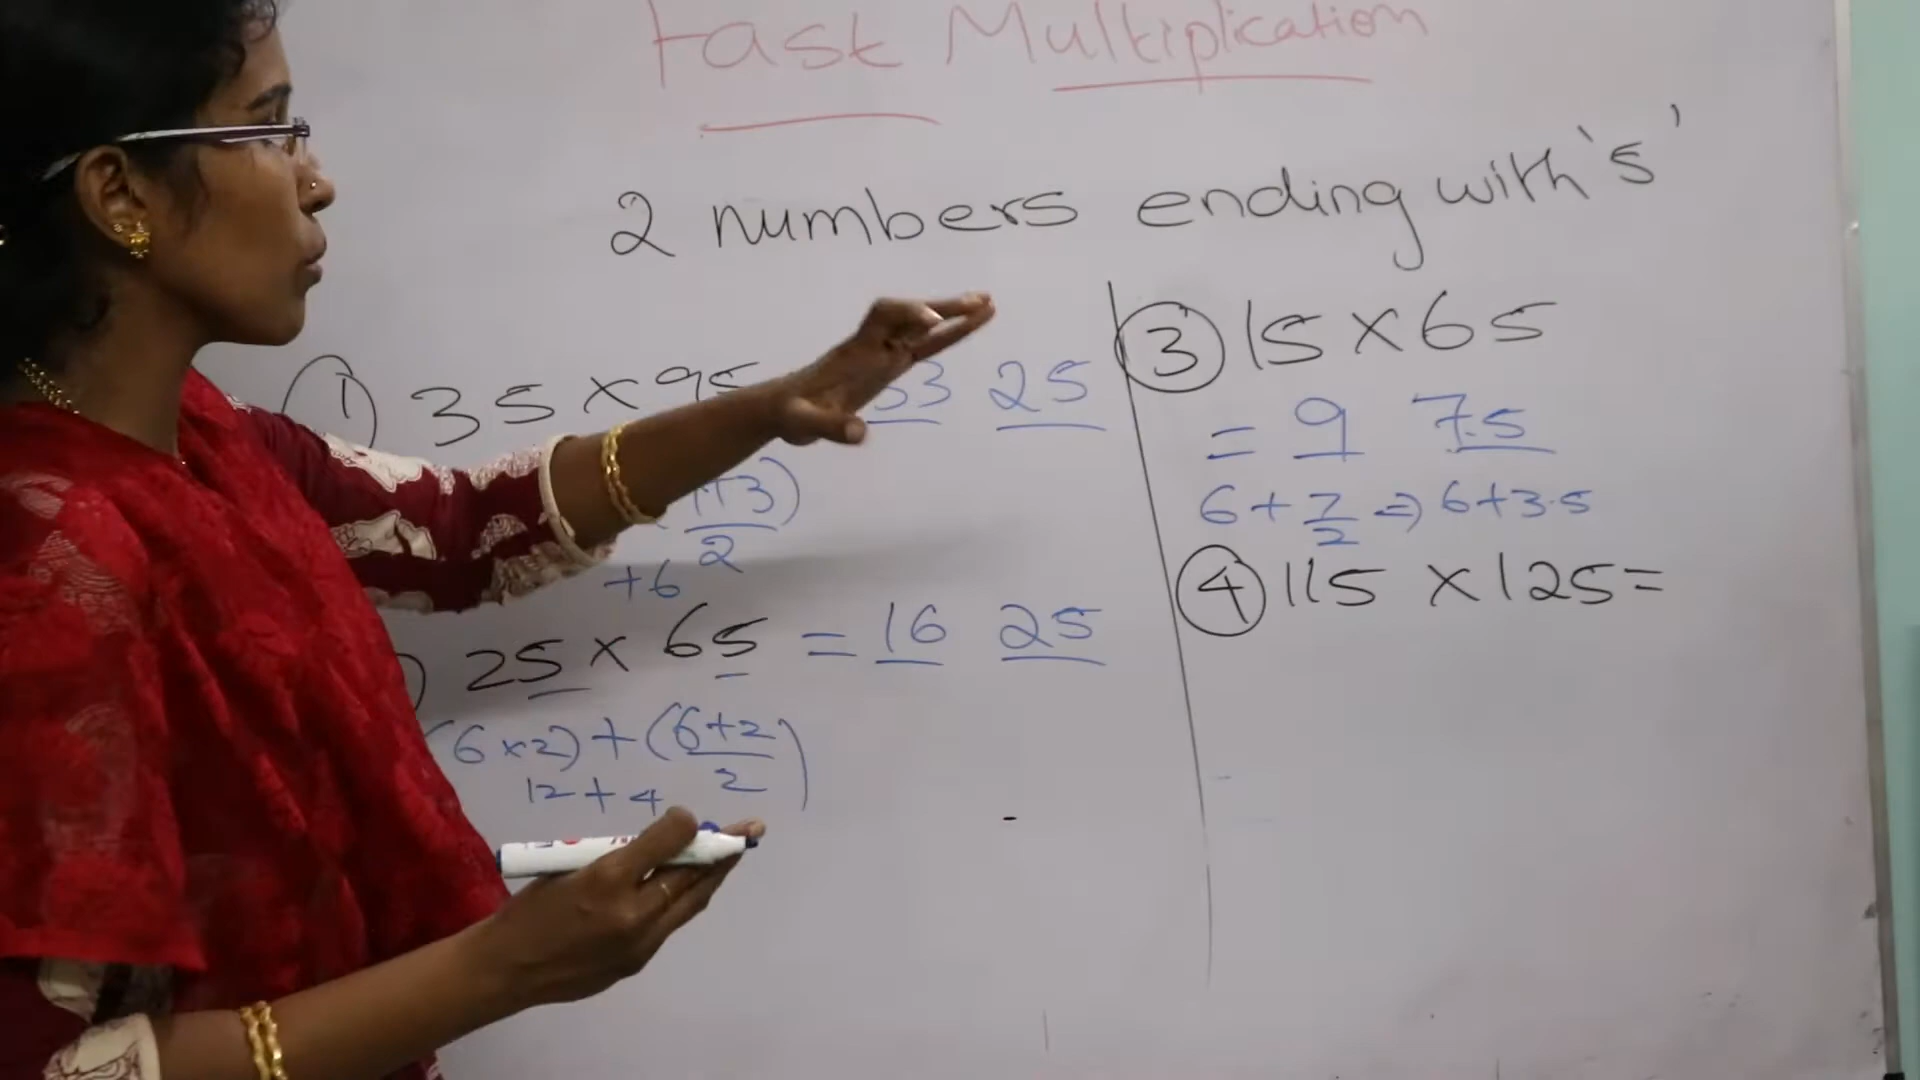 Fast Multiplication
2 numbers ending with '5'
① 35 × 95 33 25
+3)
2
+6
25 × 65 = 16 25
(6×2) + (6+2
2)
12 + 4
③ 15 × 65
= 9 75
6 + 7/2 ⇒ 6+3.5
④ 115 × 125 =